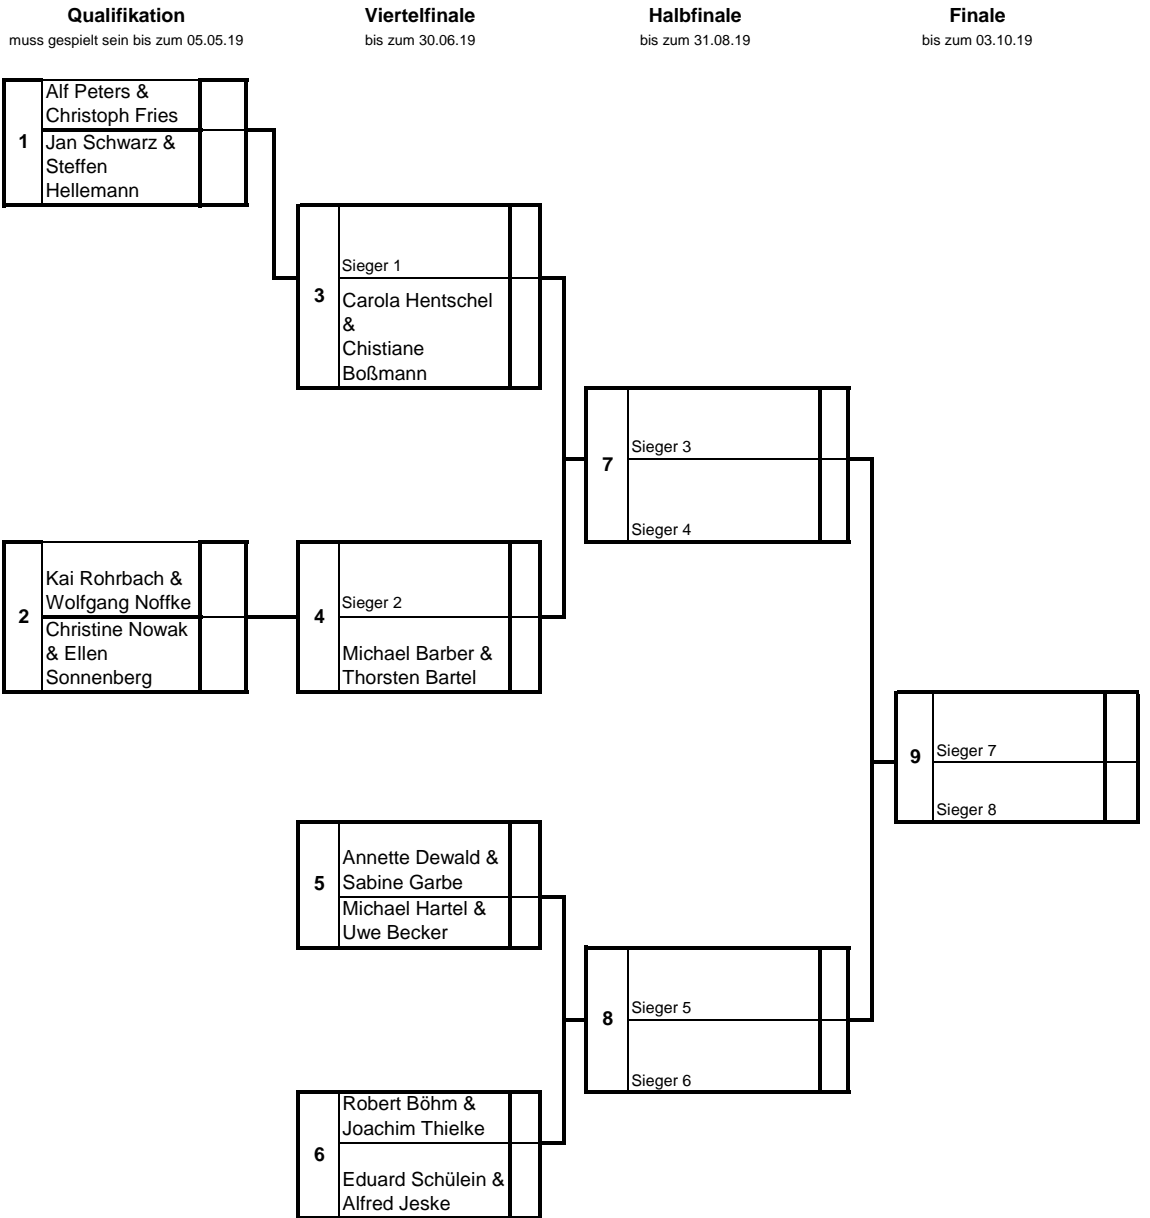 Qualifikation
muss gespielt sein bis zum 05.05.19
Viertelfinale
bis zum 30.06.19
Halbfinale
bis zum 31.08.19
Finale
bis zum 03.10.19
1
Alf Peters &
Christoph Fries
Jan Schwarz &
Steffen
Hellemann
3
Sieger 1
Carola Hentschel
&
Chistiane
Boßmann
7
Sieger 3
Sieger 4
2
Kai Rohrbach &
Wolfgang Noffke
Christine Nowak
& Ellen
Sonnenberg
4
Sieger 2
Michael Barber &
Thorsten Bartel
9
Sieger 7
Sieger 8
5
Annette Dewald &
Sabine Garbe
Michael Hartel &
Uwe Becker
8
Sieger 5
Sieger 6
6
Robert Böhm &
Joachim Thielke
Eduard Schülein &
Alfred Jeske